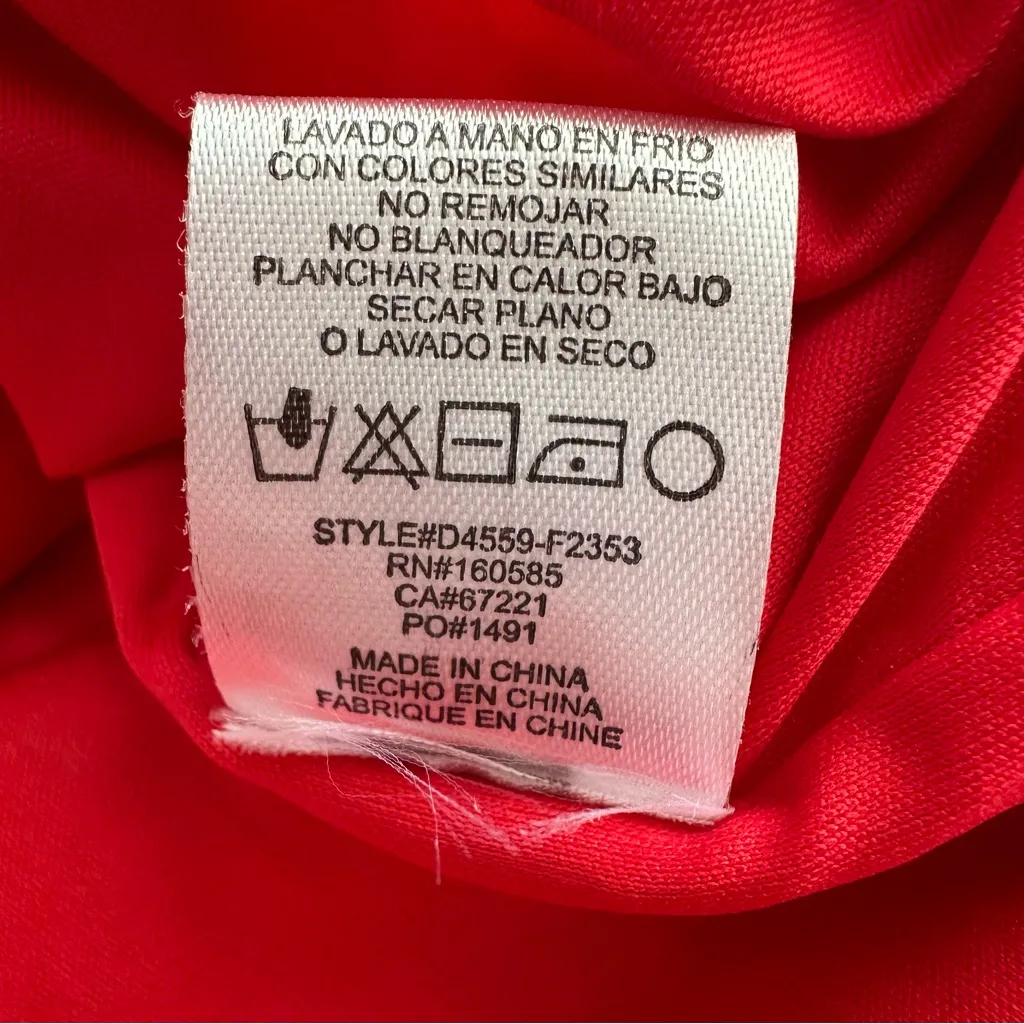 LAVADO A MANO EN FRIO
CON COLORES SIMILARES
NO REMOJAR
NO BLANQUEADOR
PLANCHAR EN CALOR BAJO
SECAR PLANO
O LAVADO EN SECO
STYLE#D4559-F2353
RN#160585
CA#67221
PO#1491
MADE IN CHINA
HECHO EN CHINA
FABRIQUE EN CHINE